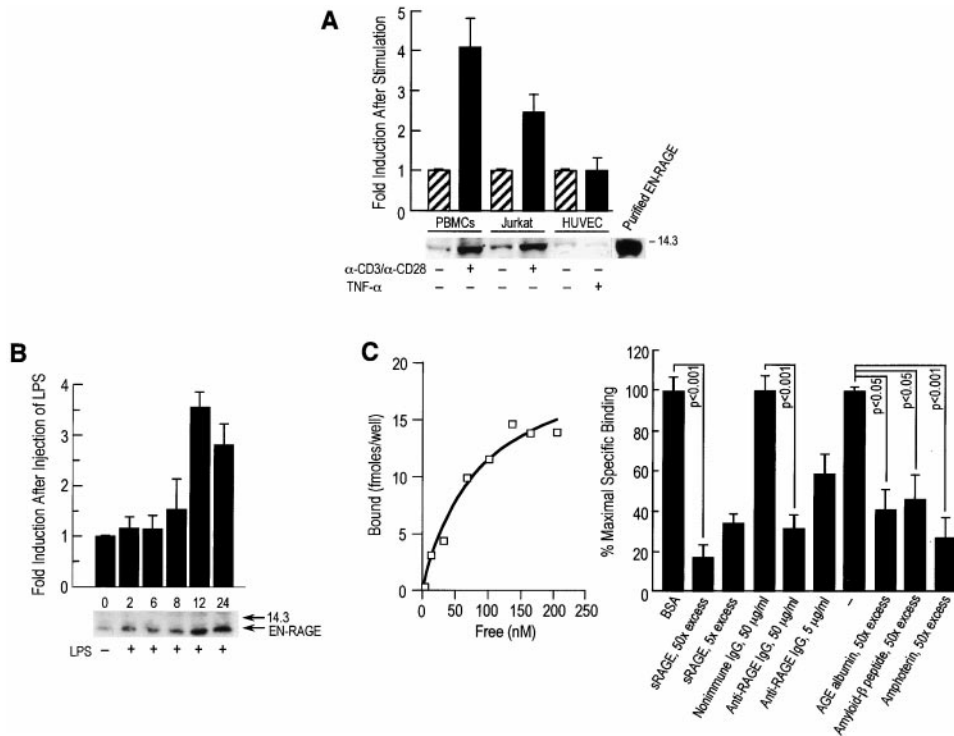 A
Fold Induction After Stimulation
5
4
3
2
1
0
PBMCs
Jurkat
HUVEC
Purified EN-RAGE
– 14.3
α-CD3/α-CD28 – + – + – –
TNF-α – – – – – +
B
Fold Induction After Injection of LPS
4
3
2
1
0
0 2 6 8 12 24
14.3
EN-RAGE
LPS – + + + + +
C
Bound (fmoles/well)
20
15
10
5
0
0 50 100 150 200 250
Free (nM)
% Maximal Specific Binding
120
100
80
60
40
20
0
p<0.001
p<0.001
p<0.05
p<0.05
p<0.001
BSA
sRAGE, 50x excess
sRAGE, 5x excess
Nonimmune IgG, 50 μg/ml
Anti-RAGE IgG, 50 μg/ml
Anti-RAGE IgG, 5 μg/ml
–
AGE albumin, 50x excess
Amyloid-β peptide, 50x excess
Amphoterin, 50x excess